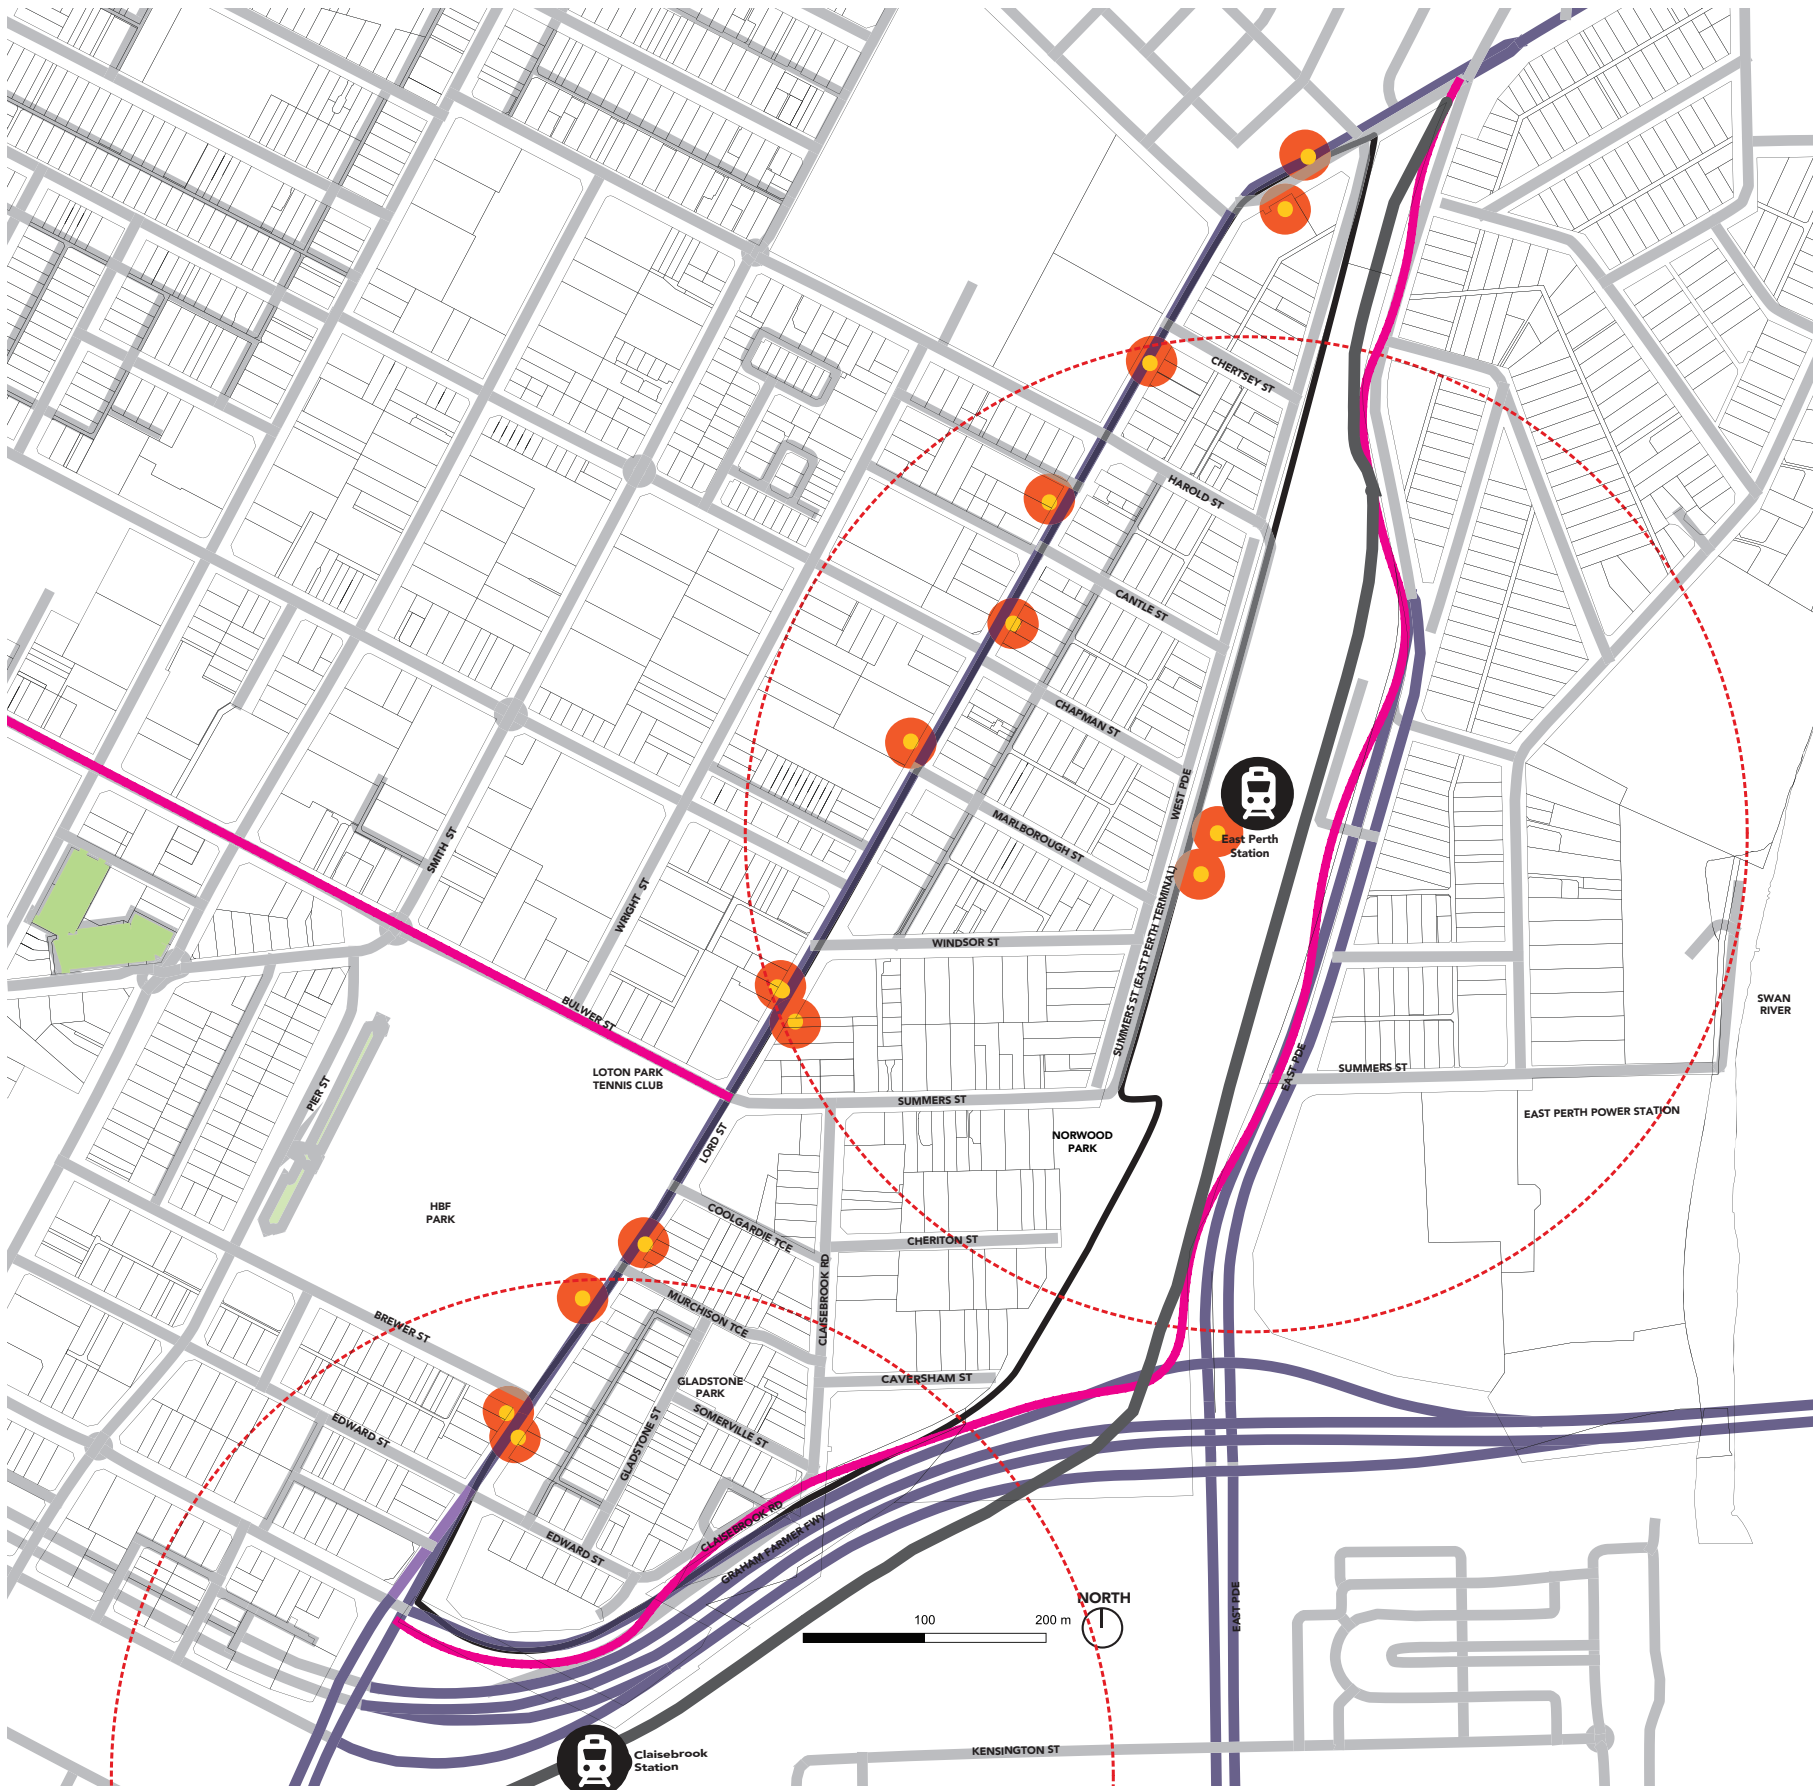 CHERTSEY ST
HAROLD ST
CANTLE ST
CHAPMAN ST
WEST PDE
East Perth
Station
MARLBOROUGH ST
SMITH ST
WRIGHT ST
WINDSOR ST
SUMMERS ST (EAST PERTH TERMINAL)
SWAN
RIVER
BULWER ST
LOTON PARK
TENNIS CLUB
PIER ST
EAST PDE
SUMMERS ST
SUMMERS ST
EAST PERTH POWER STATION
LORD ST
NORWOOD
PARK
HBF
PARK
COOLGARDIE TCE
CHERITON ST
CLAISEBROOK RD
MURCHISON TCE
BREWER ST
GLADSTONE
PARK
CAVERSHAM ST
SOMERVILLE ST
EDWARD ST
GLADSTONE ST
CLAISEBROOK RD
GRAHAM FARMER FWY
EDWARD ST
NORTH
100
200 m
EAST PDE
KENSINGTON ST
Claisebrook
Station